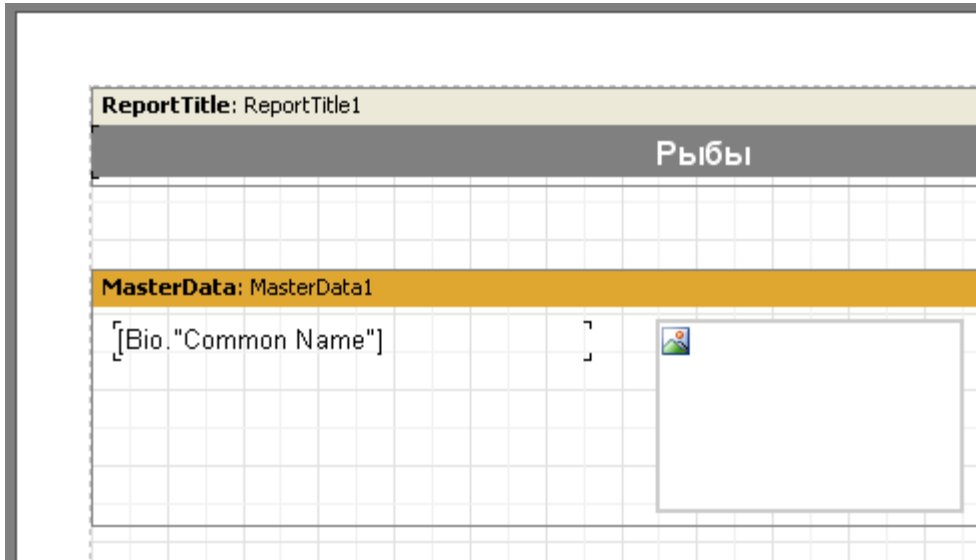 ReportTitle: ReportTitle1
Рыбы
MasterData: MasterData1
[Bio."Common Name"]